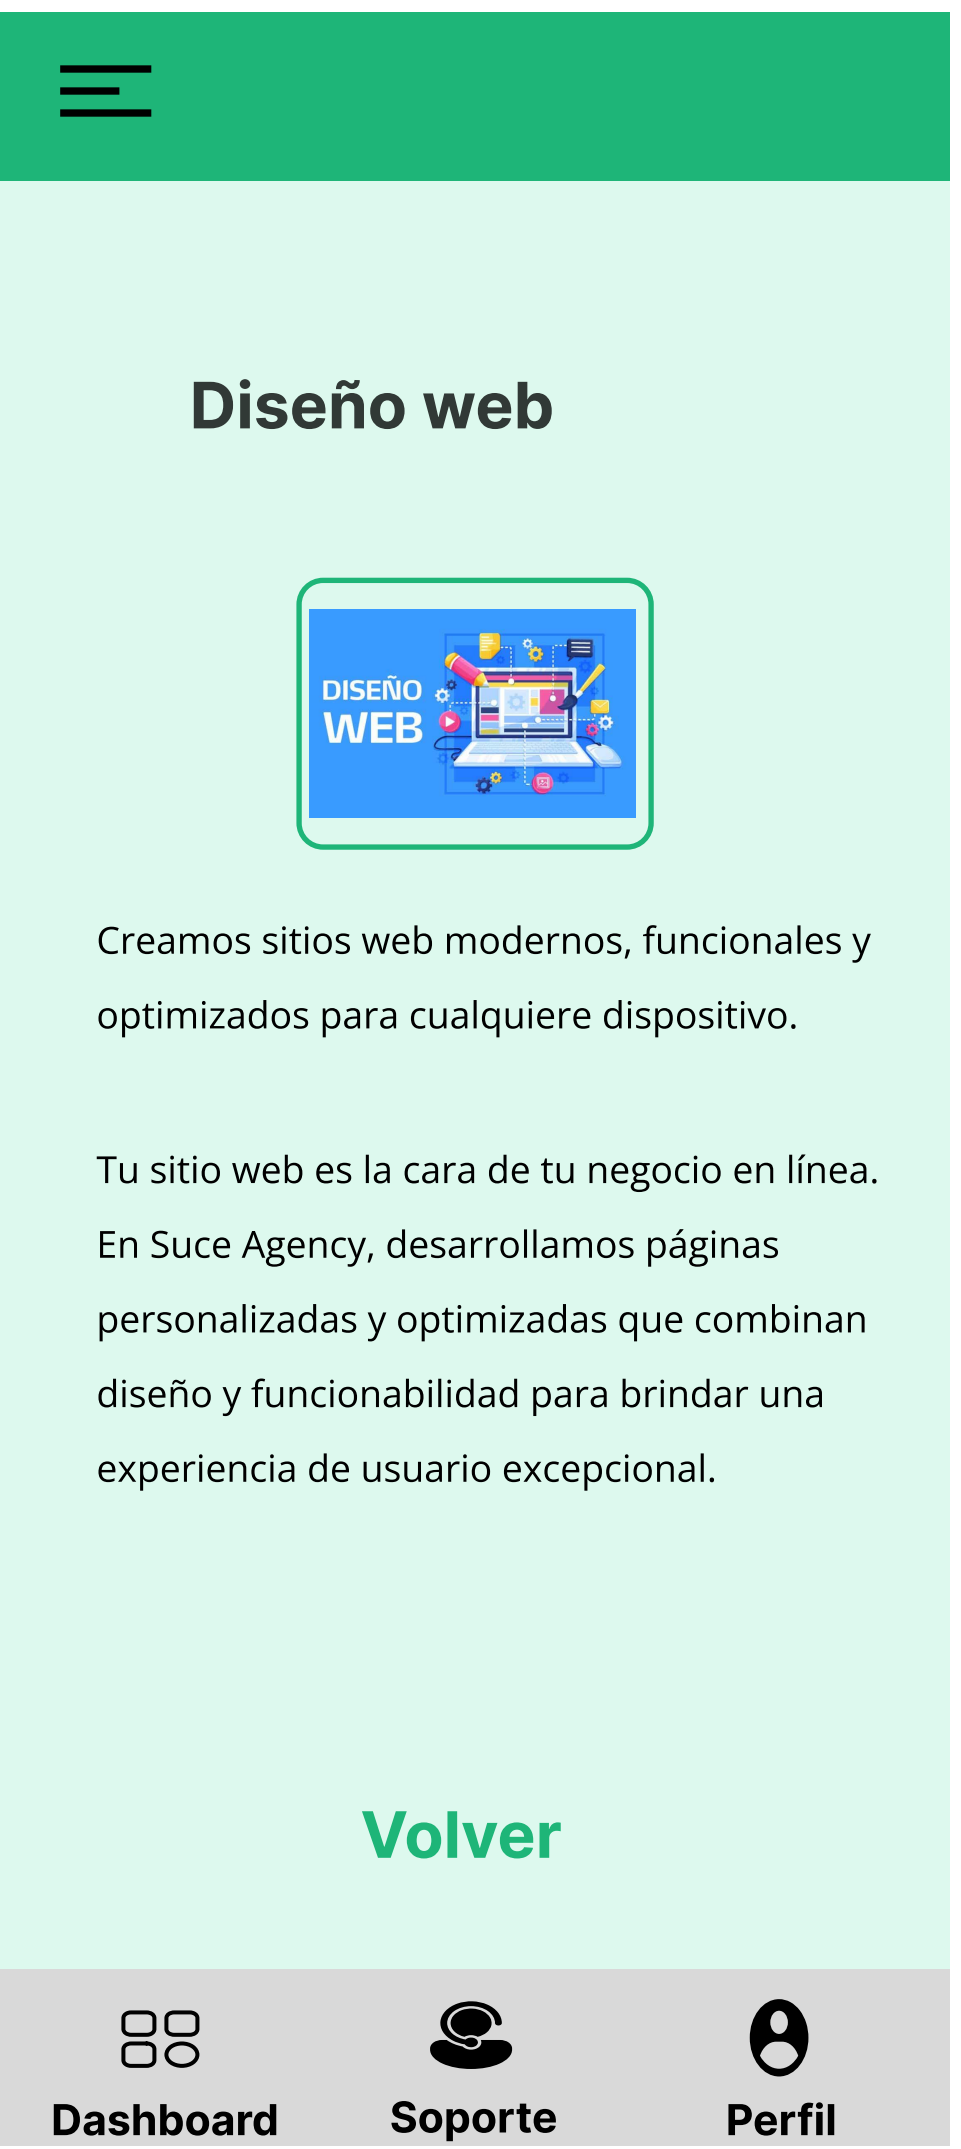 Diseño web
DISEÑO
WEB
Creamos sitios web modernos, funcionales y
optimizados para cualquiere dispositivo.
Tu sitio web es la cara de tu negocio en línea.
En Suce Agency, desarrollamos páginas
personalizadas y optimizadas que combinan
diseño y funcionabilidad para brindar una
experiencia de usuario excepcional.
Volver
Dashboard Soporte Perfil